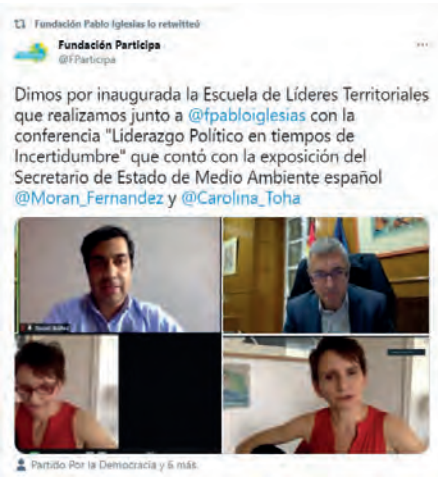 Fundación Pablo Iglesias lo retwitteó
Fundación Participa
@FParticipa
Dimos por inaugurada la Escuela de Líderes Territoriales
que realizamos junto a @fpabloiglesias con la
conferencia "Liderazgo Político en tiempos de
Incertidumbre" que contó con la exposición del
Secretario de Estado de Medio Ambiente español
@Moran_Fernandez y @Carolina_Toha
Partido Por la Democracia y 6 más.